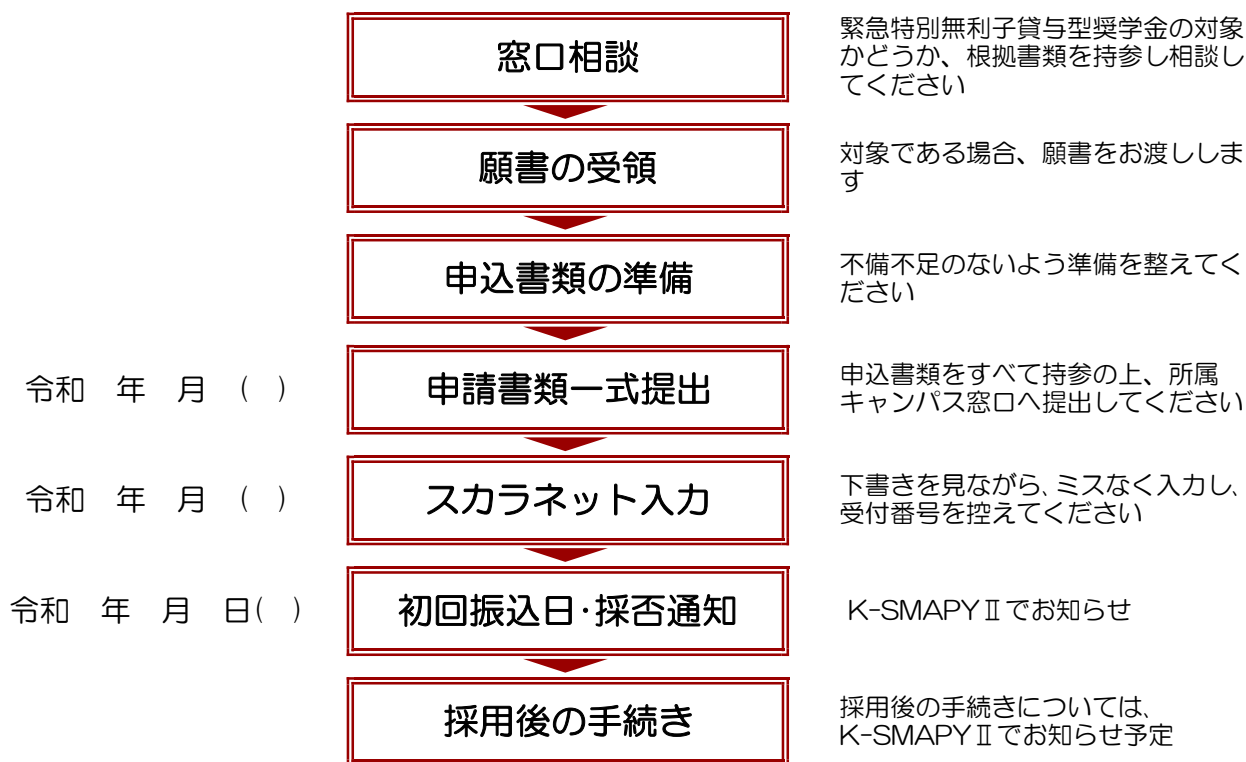 窓口相談
緊急特別無利子貸与型奨学金の対象
かどうか、根拠書類を持参し相談し
てください
願書の受領
対象である場合、願書をお渡ししま
す
申込書類の準備
不備不足のないよう準備を整えてく
ださい
令和　年　月　(　)
申請書類一式提出
申込書類をすべて持参の上、所属
キャンパス窓口へ提出してください
令和　年　月　(　)
スカラネット入力
下書きを見ながら、ミスなく入力し、
受付番号を控えてください
令和　年　月　日(　)
初回振込日･採否通知
K-SMAPYⅡでお知らせ
採用後の手続き
採用後の手続きについては、
K-SMAPYⅡでお知らせ予定